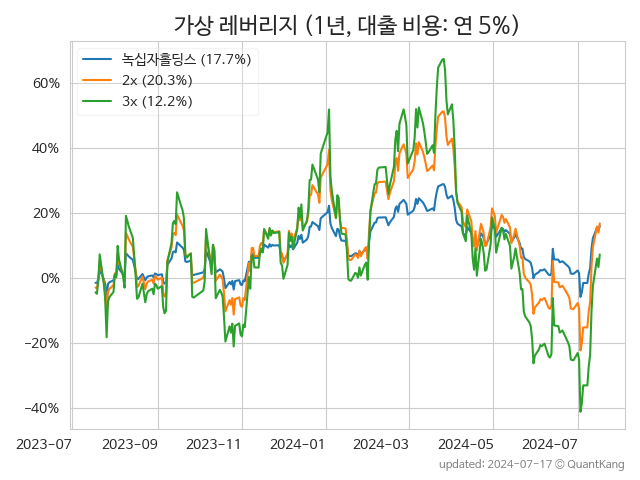 가상 레버리지 (1년, 대출 비용: 연 5%)
녹십자홀딩스 (17.7%)
2x (20.3%)
3x (12.2%)
60%
40%
20%
0%
−20%
−40%
2023-07
2023-09
2023-11
2024-01
2024-03
2024-05
2024-07
updated: 2024-07-17 © QuantKang